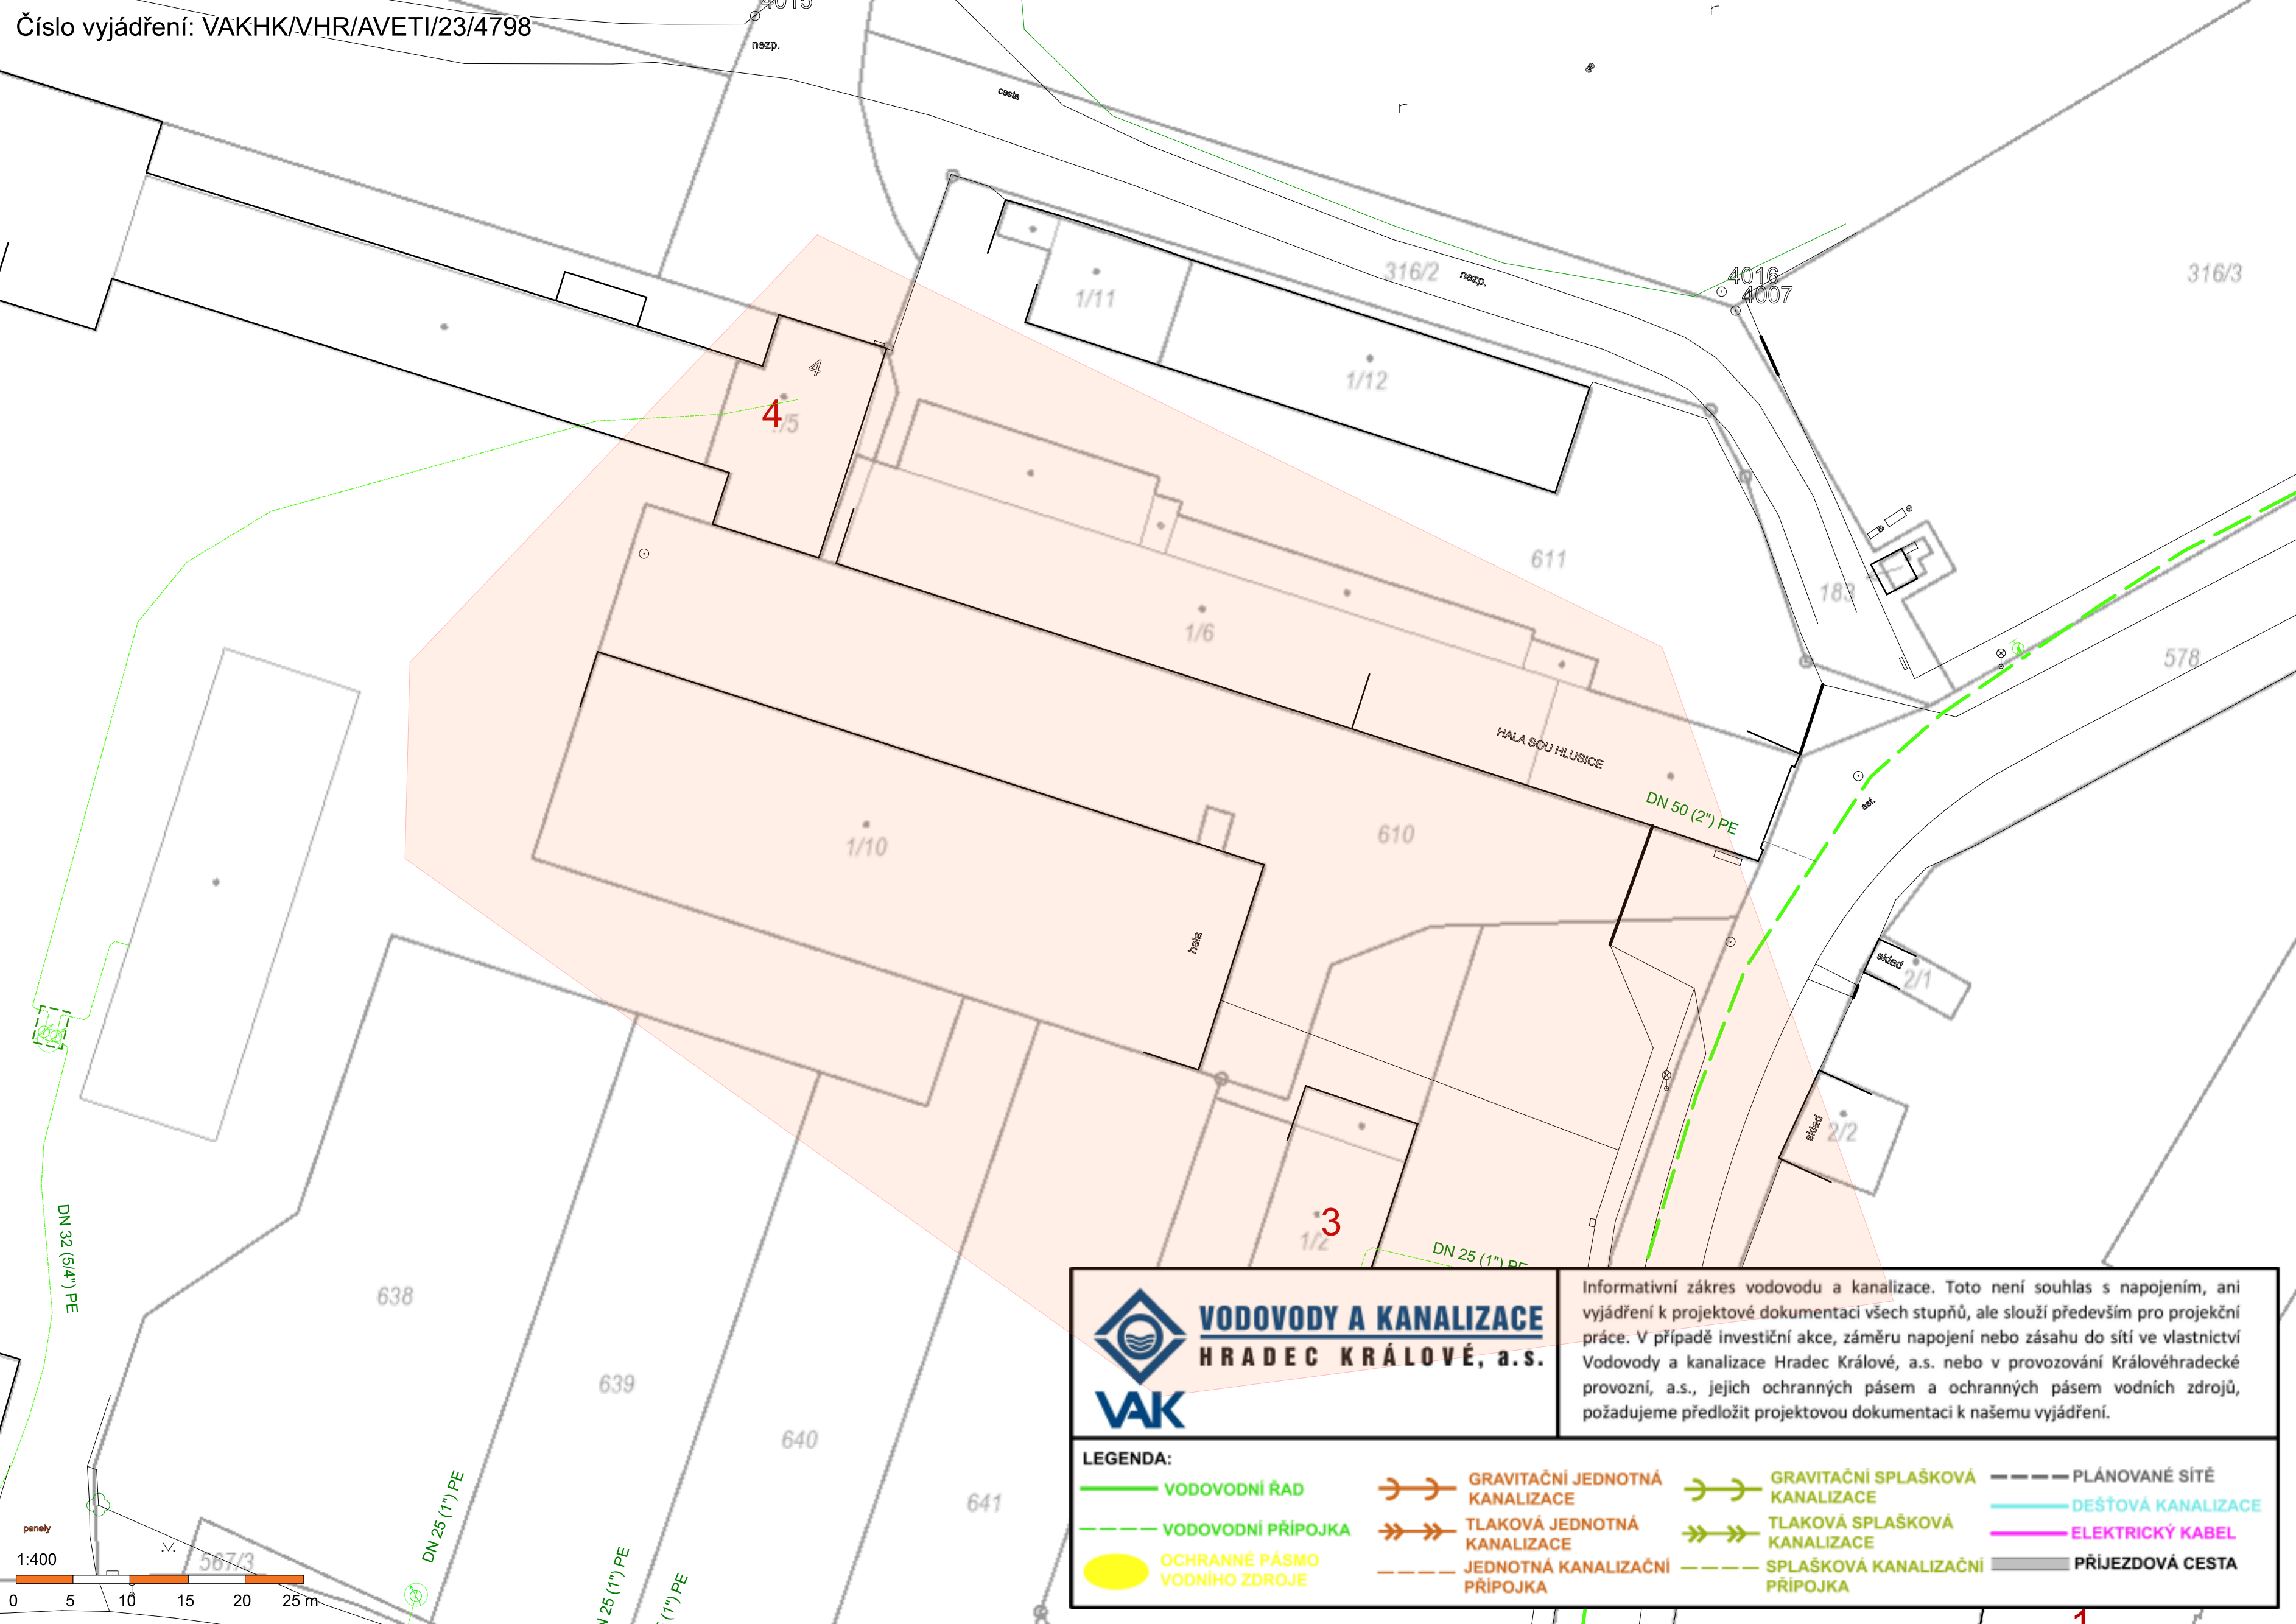 Číslo vyjádření: VAKHK/VHR/AVETI/23/4798
4015
nezp.
r
cesta
r
316/2
nezp.
4016
4007
316/3
1/11
1/12
4
4
611
183
578
1/6
HALA SOU HLUSICE
DN 50 (2") PE
asf.
1/10
610
hala
sklad
2/1
sklad
2/2
3
1/2
DN 25 (1") PE
DN 32 (5/4") PE
638
639
640
641
DN 25 (1") PE
25 (1") PE
(1") PE
567/3
panely
1:400
0 5 10 15 20 25 m
VODOVODY A KANALIZACE
HRADEC KRÁLOVÉ, a.s.
VAK
Informativní zákres vodovodu a kanalizace. Toto není souhlas s napojením, ani
vyjádření k projektové dokumentaci všech stupňů, ale slouží především pro projekční
práce. V případě investiční akce, záměru napojení nebo zásahu do sítí ve vlastnictví
Vodovody a kanalizace Hradec Králové, a.s. nebo v provozování Královéhradecké
provozní, a.s., jejich ochranných pásem a ochranných pásem vodních zdrojů,
požadujeme předložit projektovou dokumentaci k našemu vyjádření.
LEGENDA:
VODOVODNÍ ŘAD
VODOVODNÍ PŘÍPOJKA
OCHRANNÉ PÁSMO
VODNÍHO ZDROJE
GRAVITAČNÍ JEDNOTNÁ
KANALIZACE
TLAKOVÁ JEDNOTNÁ
KANALIZACE
JEDNOTNÁ KANALIZAČNÍ
PŘÍPOJKA
GRAVITAČNÍ SPLAŠKOVÁ
KANALIZACE
TLAKOVÁ SPLAŠKOVÁ
KANALIZACE
SPLAŠKOVÁ KANALIZAČNÍ
PŘÍPOJKA
PLÁNOVANÉ SÍTĚ
DEŠŤOVÁ KANALIZACE
ELEKTRICKÝ KABEL
PŘÍJEZDOVÁ CESTA
1